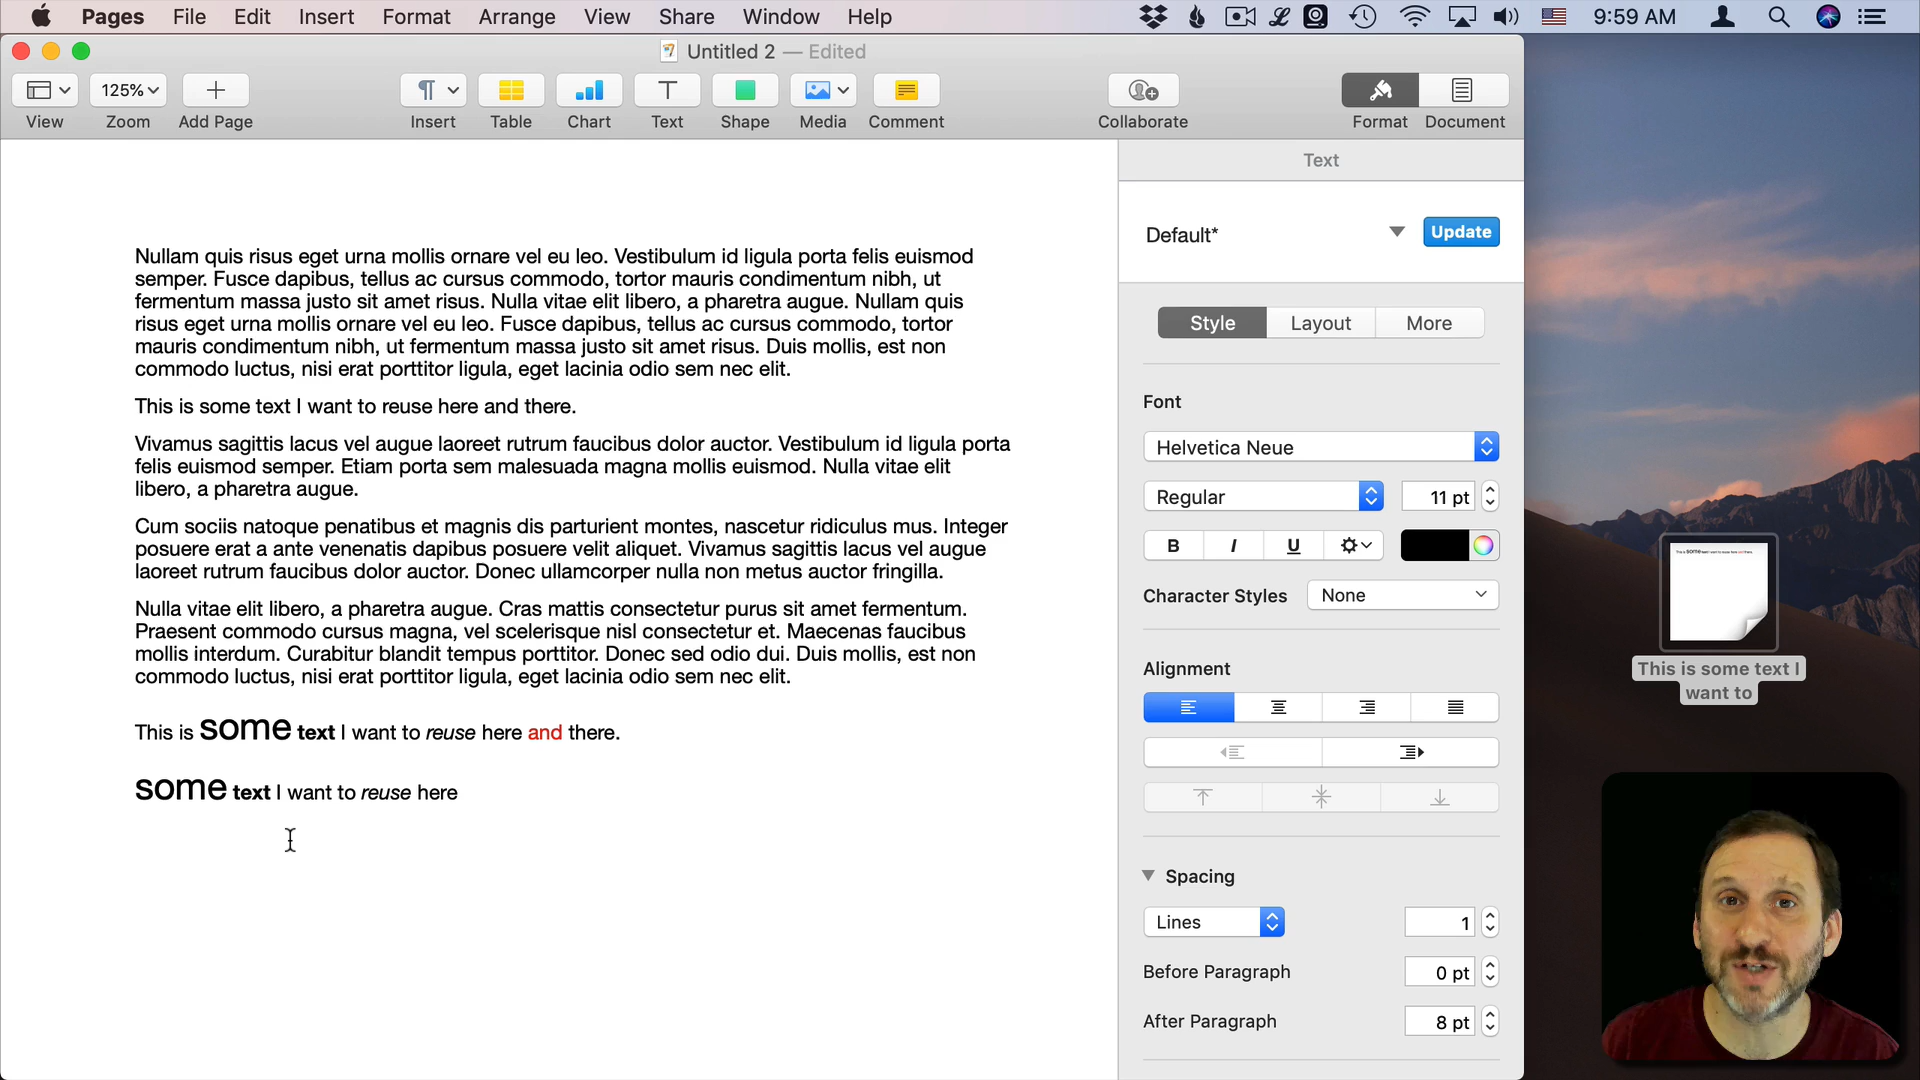 Pages File Edit Insert Format Arrange View Share Window Help 9:59 AM
Untitled 2 — Edited
125%
View Zoom Add Page Insert Table Chart Text Shape Media Comment Collaborate Format Document
Text
Default* Update
Style Layout More
Font
Helvetica Neue
Regular 11 pt
B I U
Character Styles None
Alignment
Spacing
Lines 1
Before Paragraph 0 pt
After Paragraph 8 pt
Nullam quis risus eget urna mollis ornare vel eu leo. Vestibulum id ligula porta felis euismod
semper. Fusce dapibus, tellus ac cursus commodo, tortor mauris condimentum nibh, ut
fermentum massa justo sit amet risus. Nulla vitae elit libero, a pharetra augue. Nullam quis
risus eget urna mollis ornare vel eu leo. Fusce dapibus, tellus ac cursus commodo, tortor
mauris condimentum nibh, ut fermentum massa justo sit amet risus. Duis mollis, est non
commodo luctus, nisi erat porttitor ligula, eget lacinia odio sem nec elit.
This is some text I want to reuse here and there.
Vivamus sagittis lacus vel augue laoreet rutrum faucibus dolor auctor. Vestibulum id ligula porta
felis euismod semper. Etiam porta sem malesuada magna mollis euismod. Nulla vitae elit
libero, a pharetra augue.
Cum sociis natoque penatibus et magnis dis parturient montes, nascetur ridiculus mus. Integer
posuere erat a ante venenatis dapibus posuere velit aliquet. Vivamus sagittis lacus vel augue
laoreet rutrum faucibus dolor auctor. Donec ullamcorper nulla non metus auctor fringilla.
Nulla vitae elit libero, a pharetra augue. Cras mattis consectetur purus sit amet fermentum.
Praesent commodo cursus magna, vel scelerisque nisl consectetur et. Maecenas faucibus
mollis interdum. Curabitur blandit tempus porttitor. Donec sed odio dui. Duis mollis, est non
commodo luctus, nisi erat porttitor ligula, eget lacinia odio sem nec elit.
This is some text I want to reuse here and there.
some text I want to reuse here
This is some text I want to reuse here and there.
This is some text I
want to